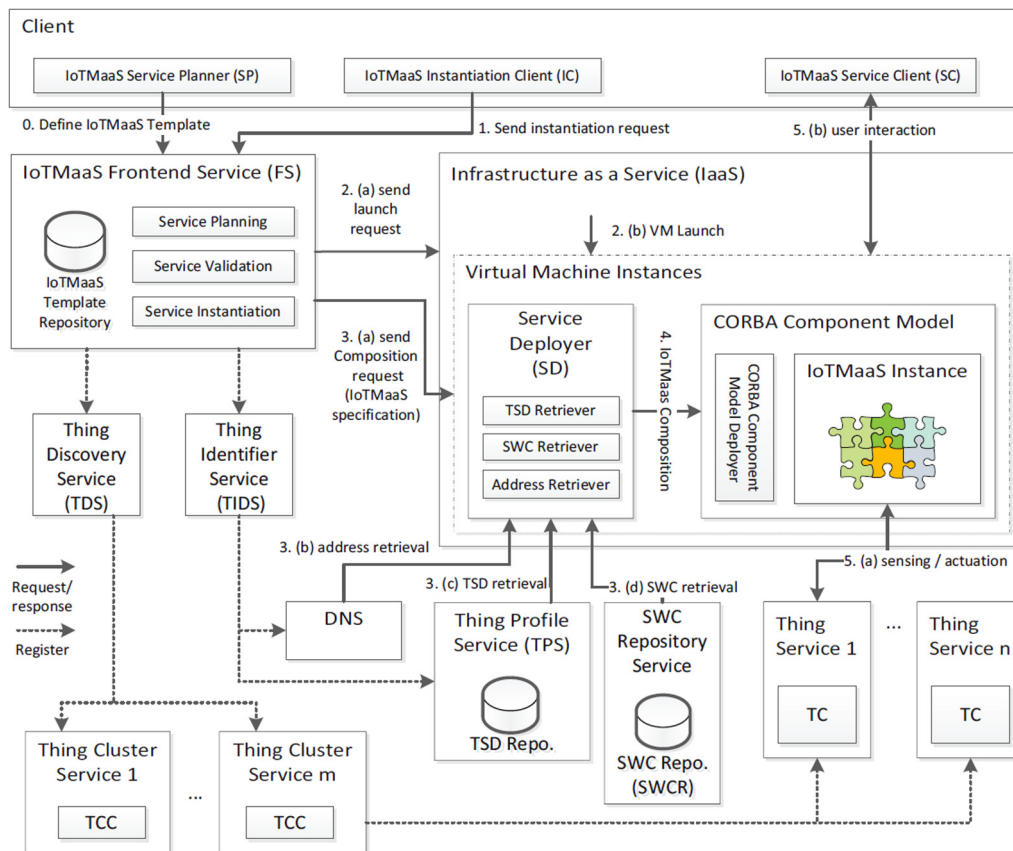 Client
IoTMaaS Service Planner (SP)
IoTMaaS Instantiation Client (IC)
IoTMaaS Service Client (SC)
0. Define IoTMaaS Template
1. Send instantiation request
5. (b) user interaction
IoTMaaS Frontend Service (FS)
Service Planning
Service Validation
Service Instantiation
IoTMaaS
Template
Repository
2. (a) send
launch
request
3. (a) send
Composition
request
(IoTMaaS
specification)
Infrastructure as a Service (IaaS)
2. (b) VM Launch
Virtual Machine Instances
Service
Deployer
(SD)
TSD Retriever
SWC Retriever
Address Retriever
4. IoTMaas Composition
CORBA Component Model
CORBA Component
Model Deployer
IoTMaaS Instance
Thing
Discovery
Service
(TDS)
Thing
Identifier
Service
(TIDS)
3. (b) address retrieval
3. (c) TSD retrieval
3. (d) SWC retrieval
5. (a) sensing / actuation
Request/
response
Register
DNS
Thing Profile
Service (TPS)
TSD Repo.
SWC
Repository
Service
SWC Repo.
(SWCR)
Thing
Service 1
TC
...
Thing
Service n
TC
Thing Cluster
Service 1
TCC
...
Thing Cluster
Service m
TCC